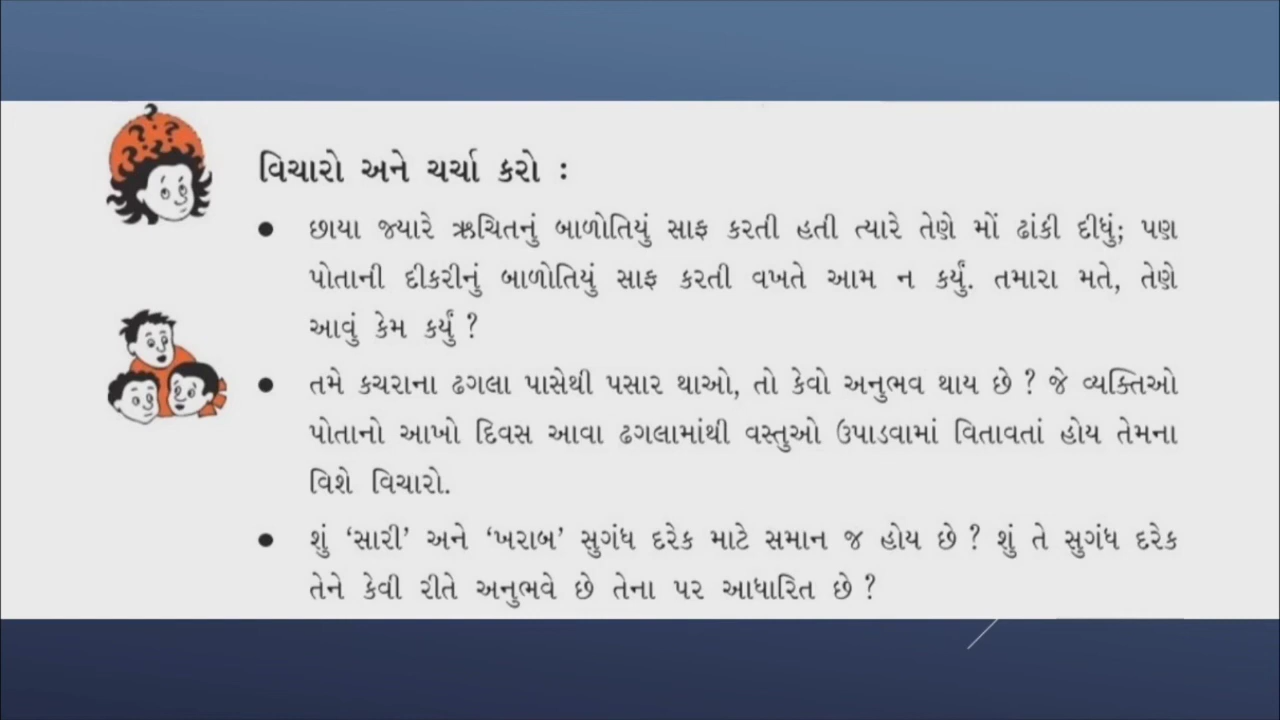 વિચારો અને ચર્ચા કરો :
● છાયા જ્યારે ઋચિતનું બાળોતિયું સાફ કરતી હતી ત્યારે તેણે મોં ઢાંકી દીધું; પણ
પોતાની દીકરીનું બાળોતિયું સાફ કરતી વખતે આમ ન કર્યું. તમારા મતે, તેણે
આવું કેમ કર્યું ?
● તમે કચરાના ઢગલા પાસેથી પસાર થાઓ, તો કેવો અનુભવ થાય છે ? જે વ્યક્તિઓ
પોતાનો આખો દિવસ આવા ઢગલામાંથી વસ્તુઓ ઉપાડવામાં વિતાવતાં હોય તેમના
વિશે વિચારો.
● શું ‘સારી’ અને ‘ખરાબ’ સુગંધ દરેક માટે સમાન જ હોય છે ? શું તે સુગંધ દરેક
તેને કેવી રીતે અનુભવે છે તેના પર આધારિત છે ?